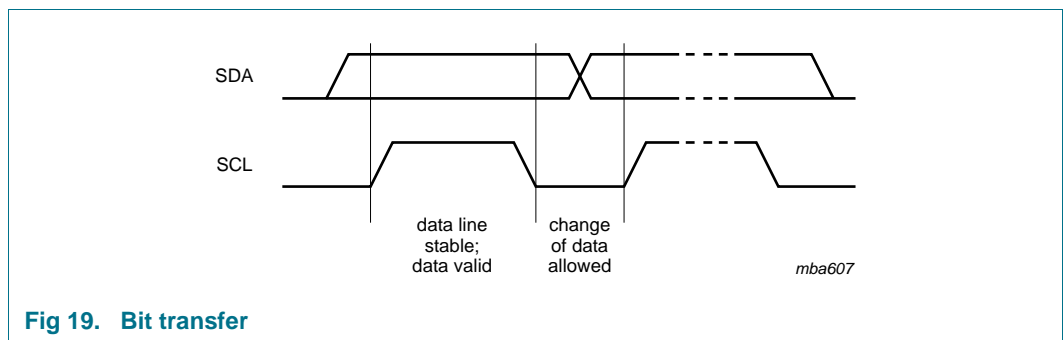 SDA
SCL
data line
stable;
data valid
change
of data
allowed
mba607
Fig 19. Bit transfer